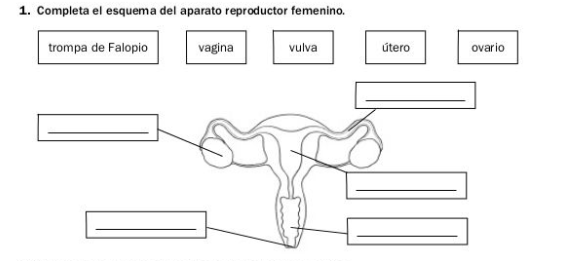 1. Completa el esquema del aparato reproductor femenino.
trompa de Falopio vagina vulva útero ovario